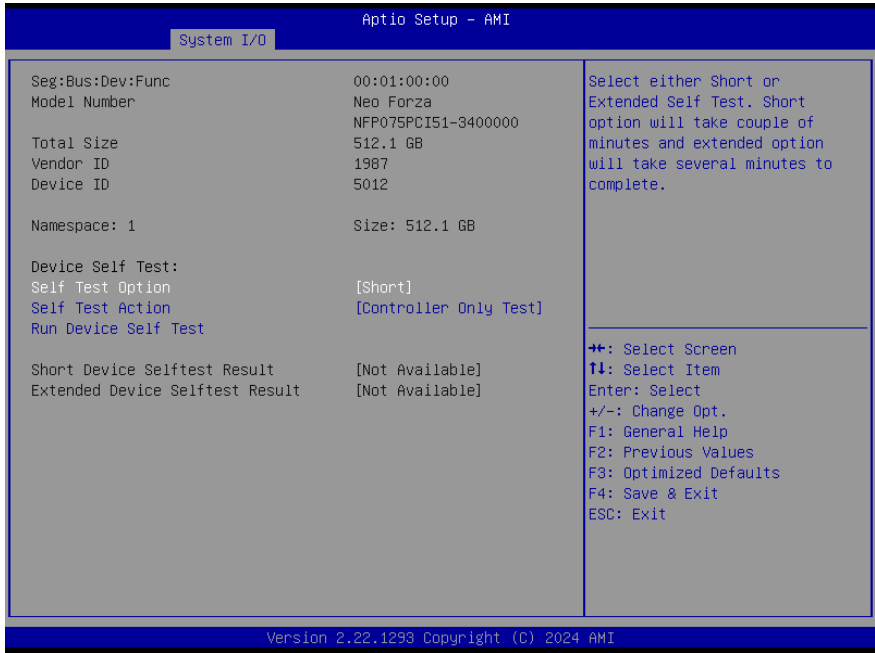 Aptio Setup – AMI
System I/O
Seg:Bus:Dev:Func 00:01:00:00
Model Number Neo Forza
NFP075PCI51-3400000
Total Size 512.1 GB
Vendor ID 1987
Device ID 5012
Namespace: 1 Size: 512.1 GB
Device Self Test:
Self Test Option [Short]
Self Test Action [Controller Only Test]
Run Device Self Test
Short Device Selftest Result [Not Available]
Extended Device Selftest Result [Not Available]
Select either Short or
Extended Self Test. Short
option will take couple of
minutes and extended option
will take several minutes to
complete.
→←: Select Screen
↑↓: Select Item
Enter: Select
+/-: Change Opt.
F1: General Help
F2: Previous Values
F3: Optimized Defaults
F4: Save & Exit
ESC: Exit
Version 2.22.1293 Copyright (C) 2024 AMI